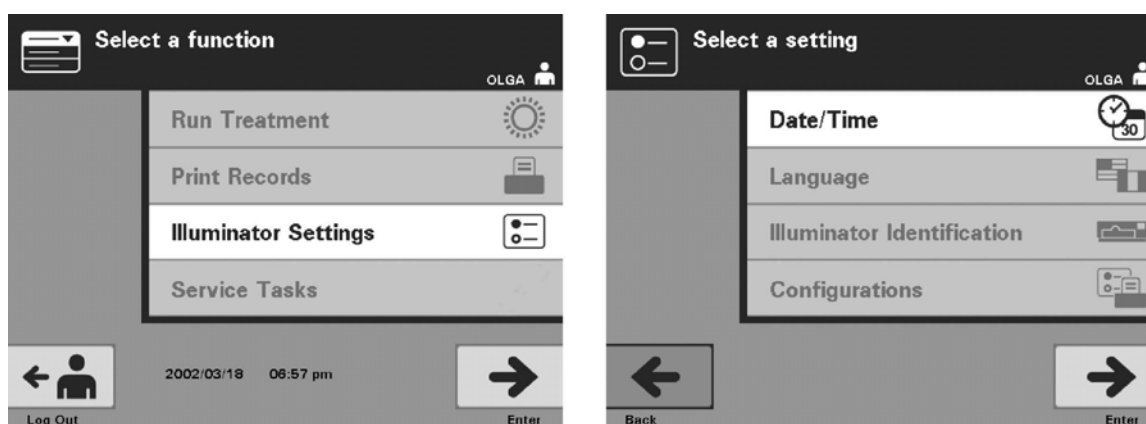 Select a function
OLGA
Run Treatment
Print Records
Illuminator Settings
Service Tasks
2002/03/18 06:57 pm
Log Out
Enter
Select a setting
OLGA
Date/Time
30
Language
Illuminator Identification
Configurations
Back
Enter